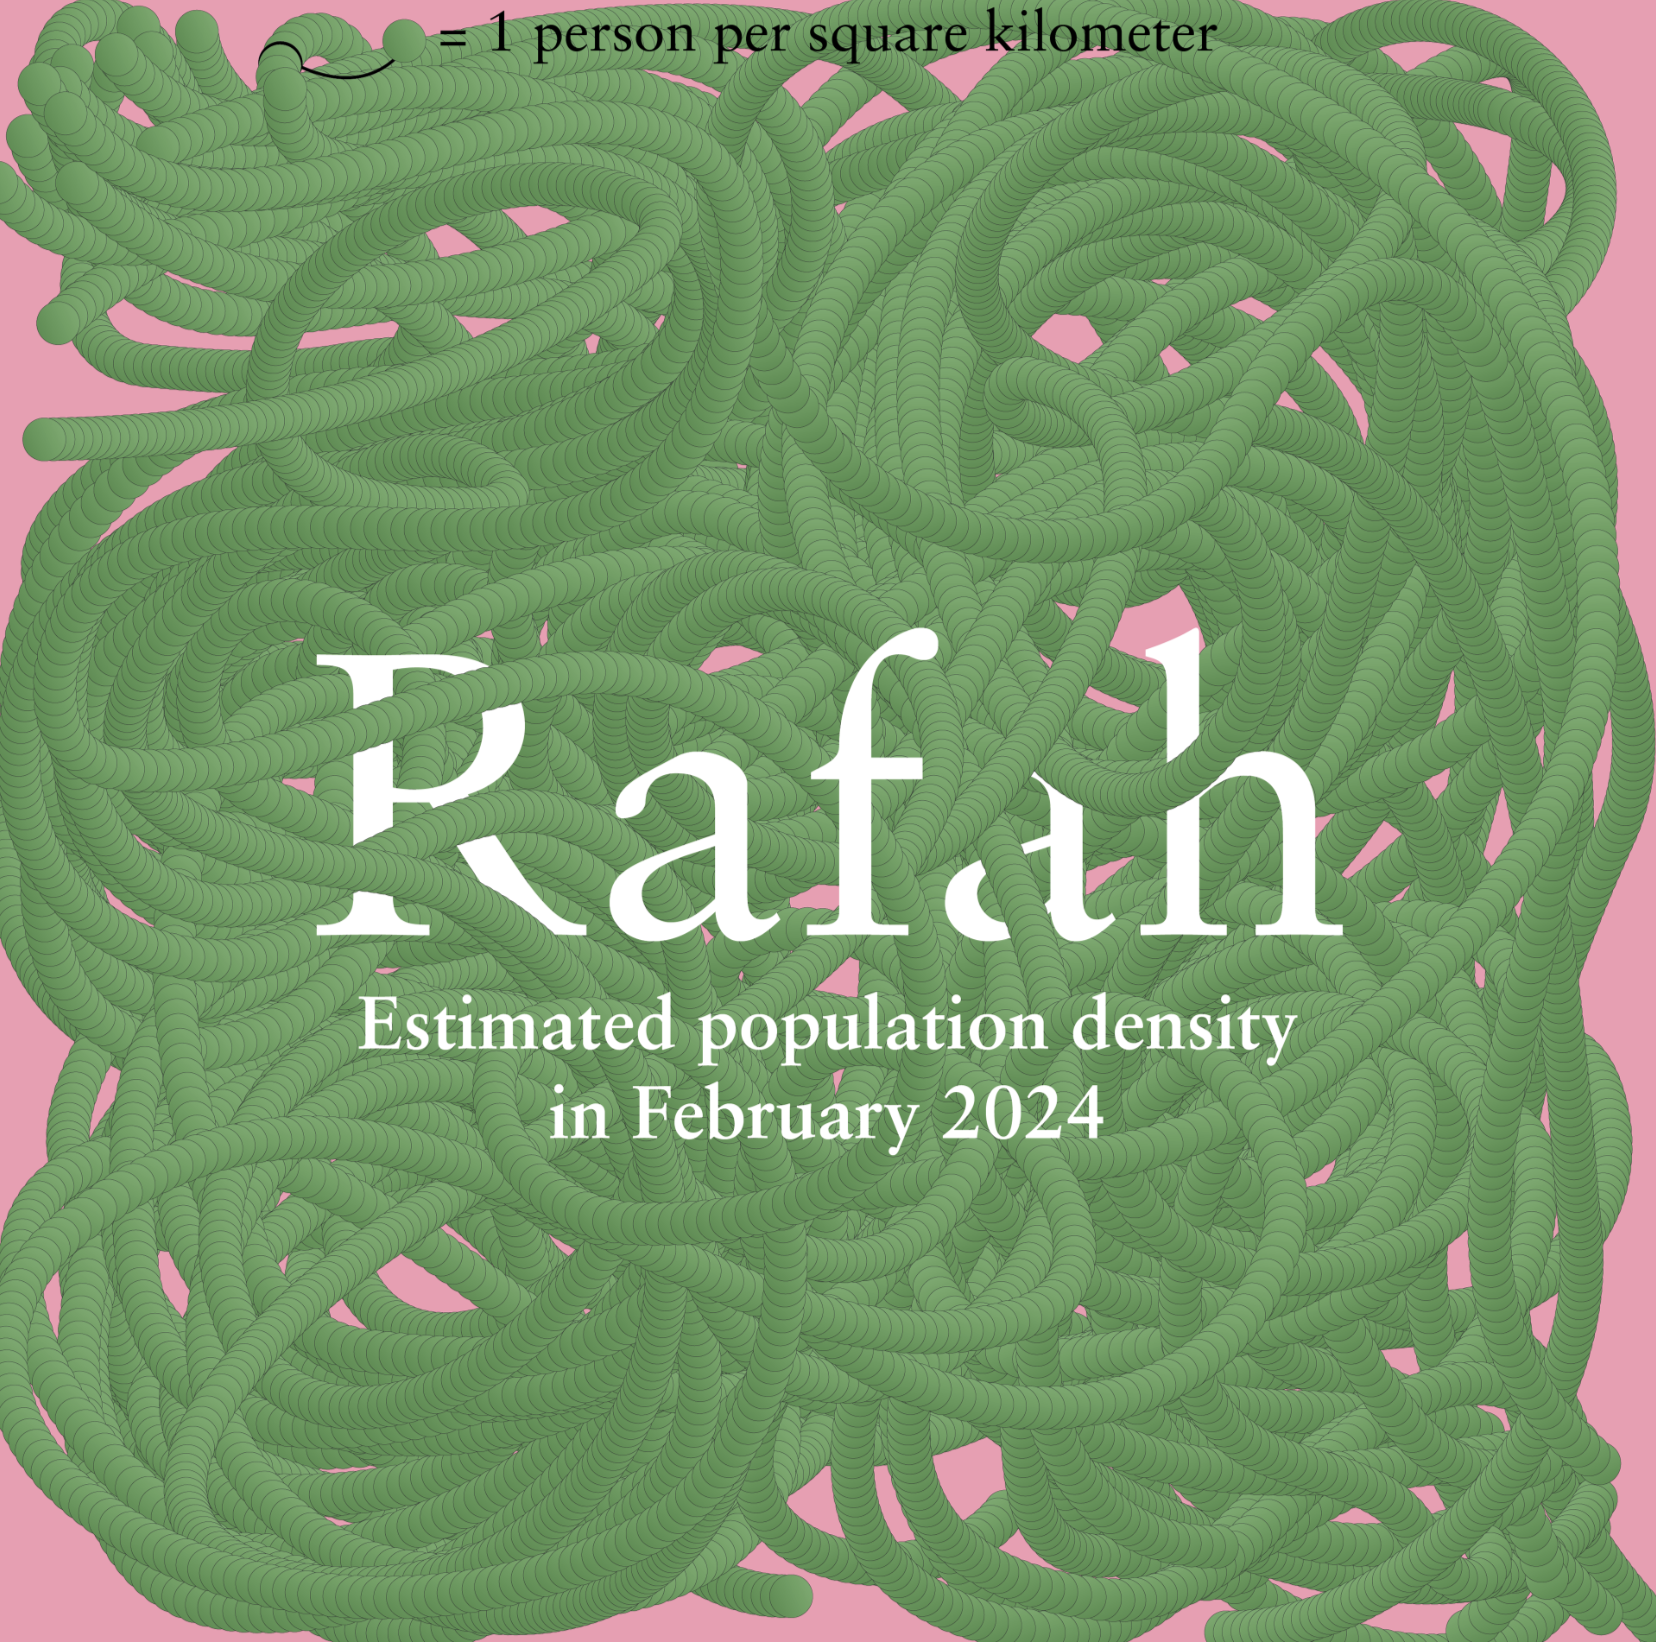 = 1 person per square kilometer
Rafah
Estimated population density
in February 2024